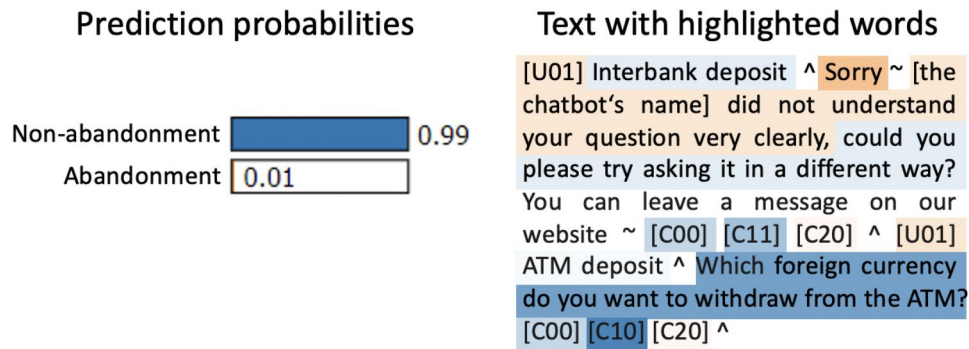 Prediction probabilities
Non-abandonment 0.99
Abandonment 0.01
Text with highlighted words
[U01] Interbank deposit ^ Sorry ~ [the
chatbot‘s name] did not understand
your question very clearly, could you
please try asking it in a different way?
You can leave a message on our
website ~ [C00] [C11] [C20] ^ [U01]
ATM deposit ^ Which foreign currency
do you want to withdraw from the ATM?
[C00] [C10] [C20] ^